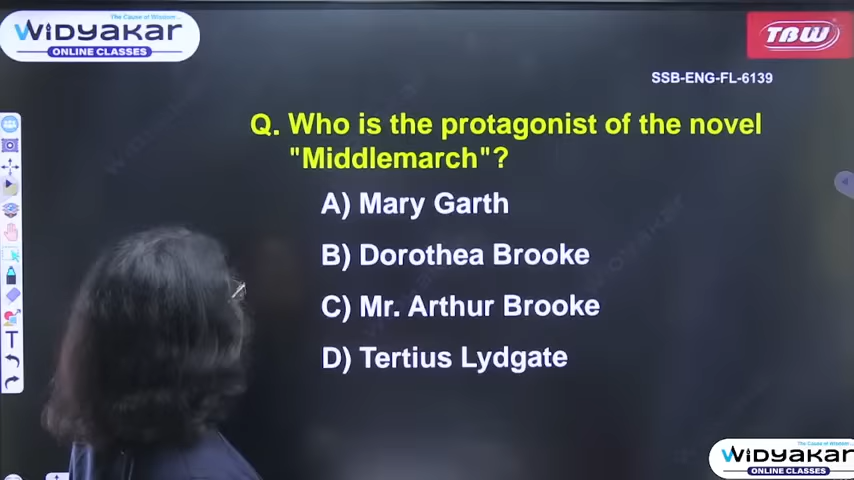 The Cause of Wisdom...
WIDYAKAR
ONLINE CLASSES
TBW
SSB-ENG-FL-6139
Q. Who is the protagonist of the novel
"Middlemarch"?
A) Mary Garth
B) Dorothea Brooke
C) Mr. Arthur Brooke
D) Tertius Lydgate
T
The Cause of Wisdom...
WIDYAKAR
ONLINE CLASSES